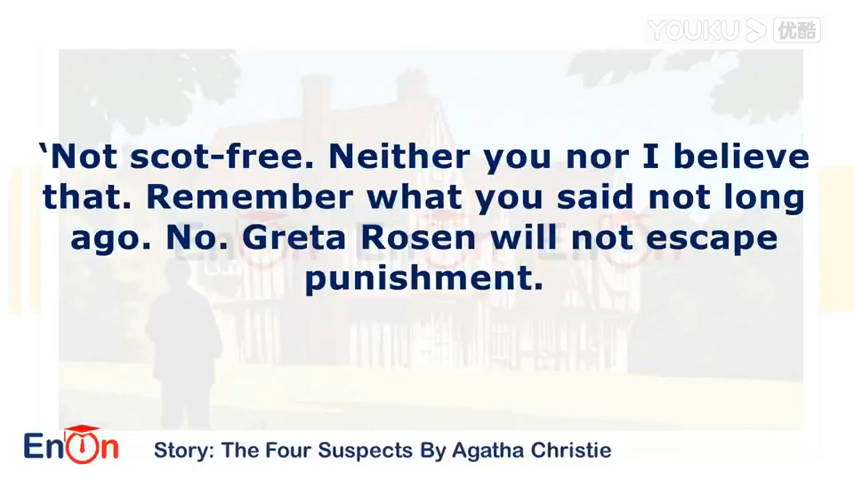 YOUKU 优酷
‘Not scot-free. Neither you nor I believe
that. Remember what you said not long
ago. No. Greta Rosen will not escape
punishment.
EnOn
Story: The Four Suspects By Agatha Christie